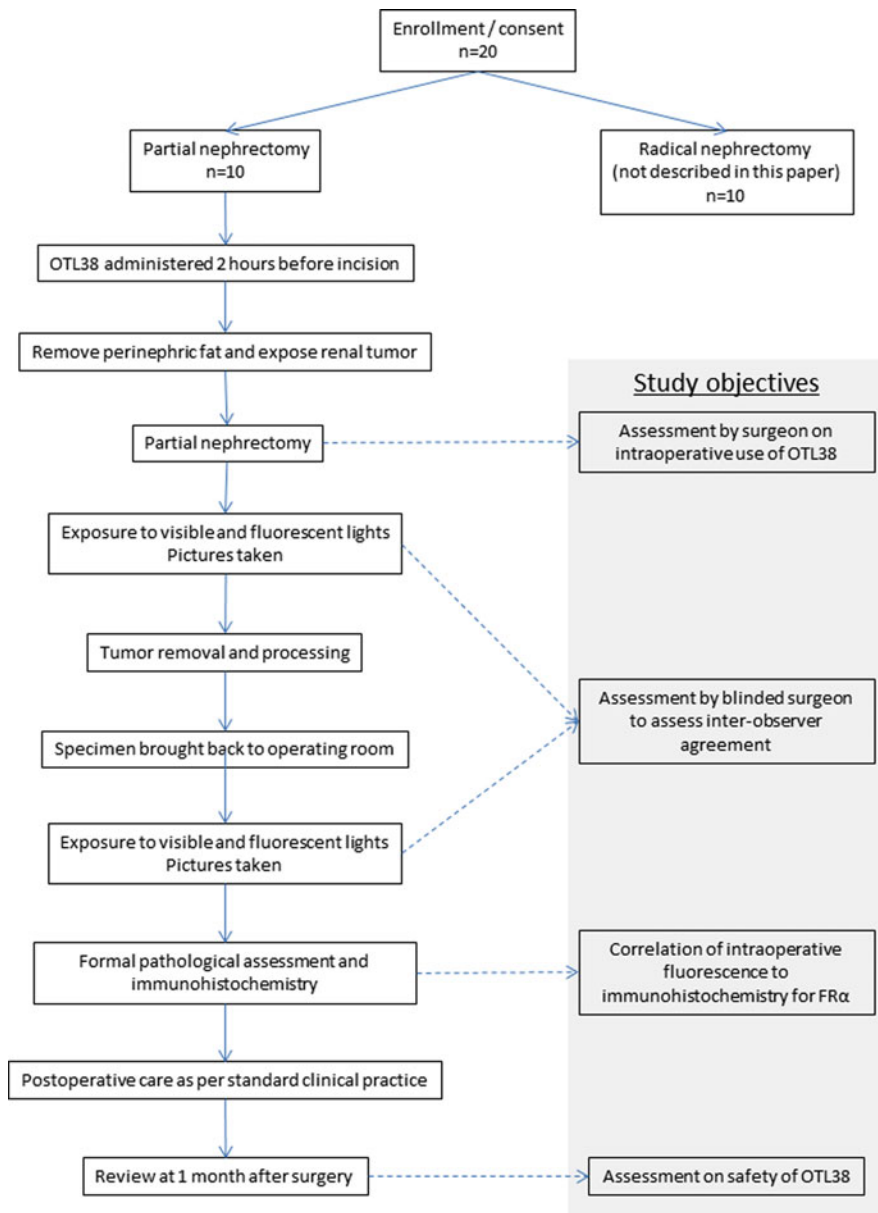 Enrollment / consent
n=20
Partial nephrectomy
n=10
Radical nephrectomy
(not described in this paper)
n=10
OTL38 administered 2 hours before incision
Remove perinephric fat and expose renal tumor
Study objectives
Partial nephrectomy
Assessment by surgeon on
intraoperative use of OTL38
Exposure to visible and fluorescent lights
Pictures taken
Tumor removal and processing
Assessment by blinded surgeon
to assess inter-observer
agreement
Specimen brought back to operating room
Exposure to visible and fluorescent lights
Pictures taken
Formal pathological assessment and
immunohistochemistry
Correlation of intraoperative
fluorescence to
immunohistochemistry for FRα
Postoperative care as per standard clinical practice
Review at 1 month after surgery
Assessment on safety of OTL38